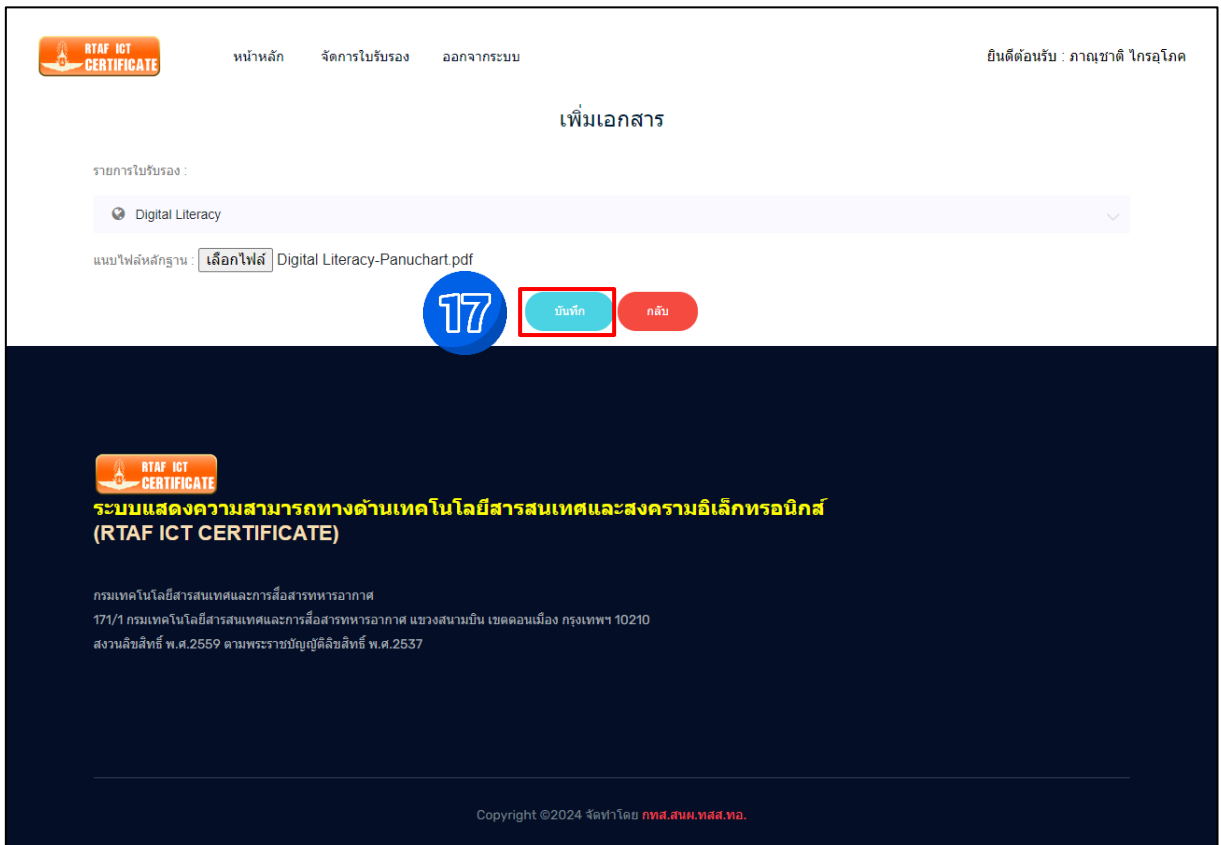 RTAF ICT
CERTIFICATE
หน้าหลัก จัดการใบรับรอง ออกจากระบบ
ยินดีต้อนรับ : ภาณุชาติ ไกรอุโภค
เพิ่มเอกสาร
รายการใบรับรอง :
Digital Literacy
แนบไฟล์หลักฐาน : เลือกไฟล์ Digital Literacy-Panuchart.pdf
17 บันทึก กลับ
RTAF ICT
CERTIFICATE
ระบบแสดงความสามารถทางด้านเทคโนโลยีสารสนเทศและสงครามอิเล็กทรอนิกส์
(RTAF ICT CERTIFICATE)
กรมเทคโนโลยีสารสนเทศและการสื่อสารทหารอากาศ
171/1 กรมเทคโนโลยีสารสนเทศและการสื่อสารทหารอากาศ แขวงสนามบิน เขตดอนเมือง กรุงเทพฯ 10210
สงวนลิขสิทธิ์ พ.ศ.2559 ตามพระราชบัญญัติลิขสิทธิ์ พ.ศ.2537
Copyright ©2024 จัดทำโดย กทส.สนผ.ทสส.ทอ.